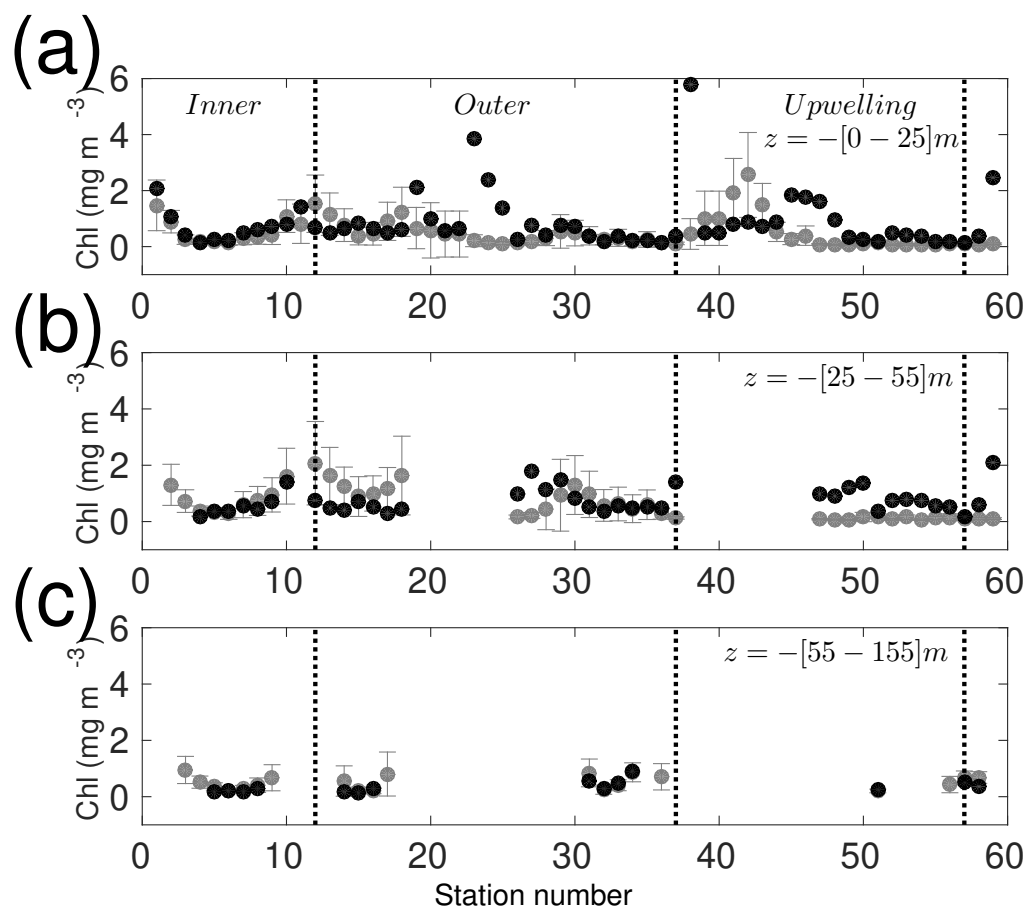 (a)
Chl (mg m -3)
6
4
2
0
Inner Outer Upwelling
z = −[0 − 25]m
0 10 20 30 40 50 60
(b)
Chl (mg m -3)
6
4
2
0
z = −[25 − 55]m
0 10 20 30 40 50 60
(c)
Chl (mg m -3)
6
4
2
0
z = −[55 − 155]m
0 10 20 30 40 50 60
Station number